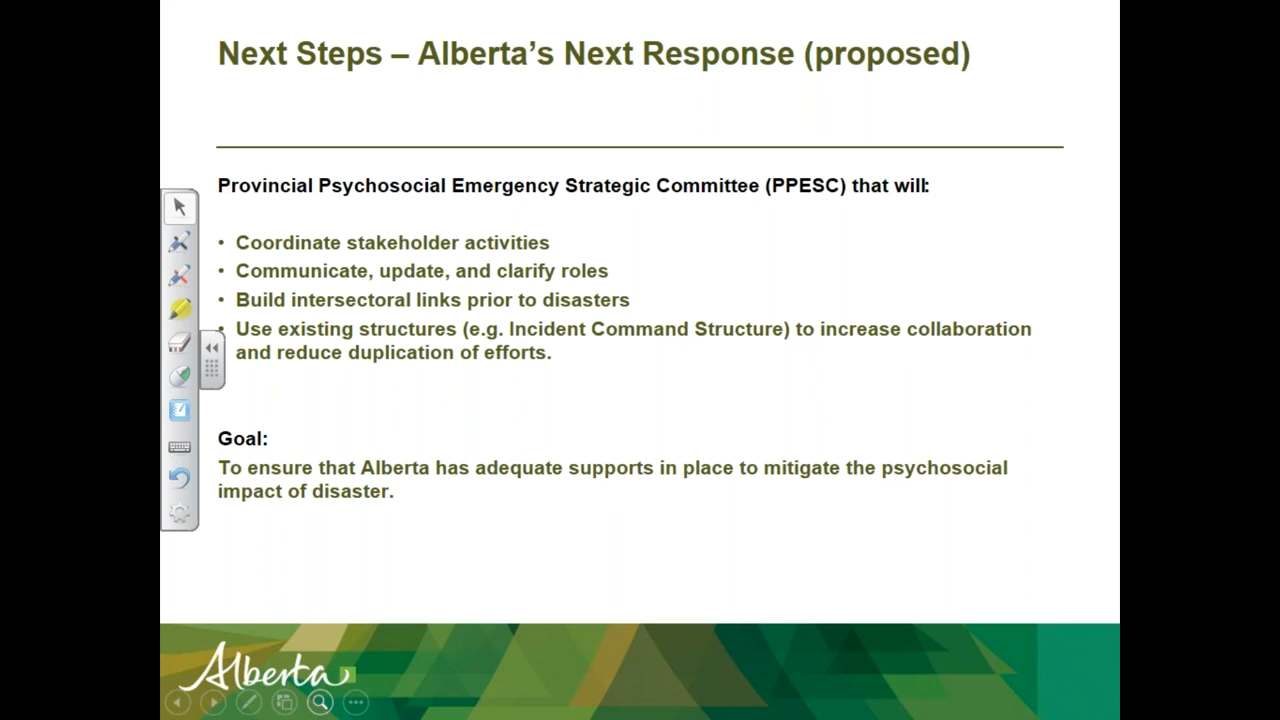 Next Steps – Alberta’s Next Response (proposed)
Provincial Psychosocial Emergency Strategic Committee (PPESC) that will:
• Coordinate stakeholder activities
• Communicate, update, and clarify roles
• Build intersectoral links prior to disasters
• Use existing structures (e.g. Incident Command Structure) to increase collaboration
and reduce duplication of efforts.
Goal:
To ensure that Alberta has adequate supports in place to mitigate the psychosocial
impact of disaster.
Alberta